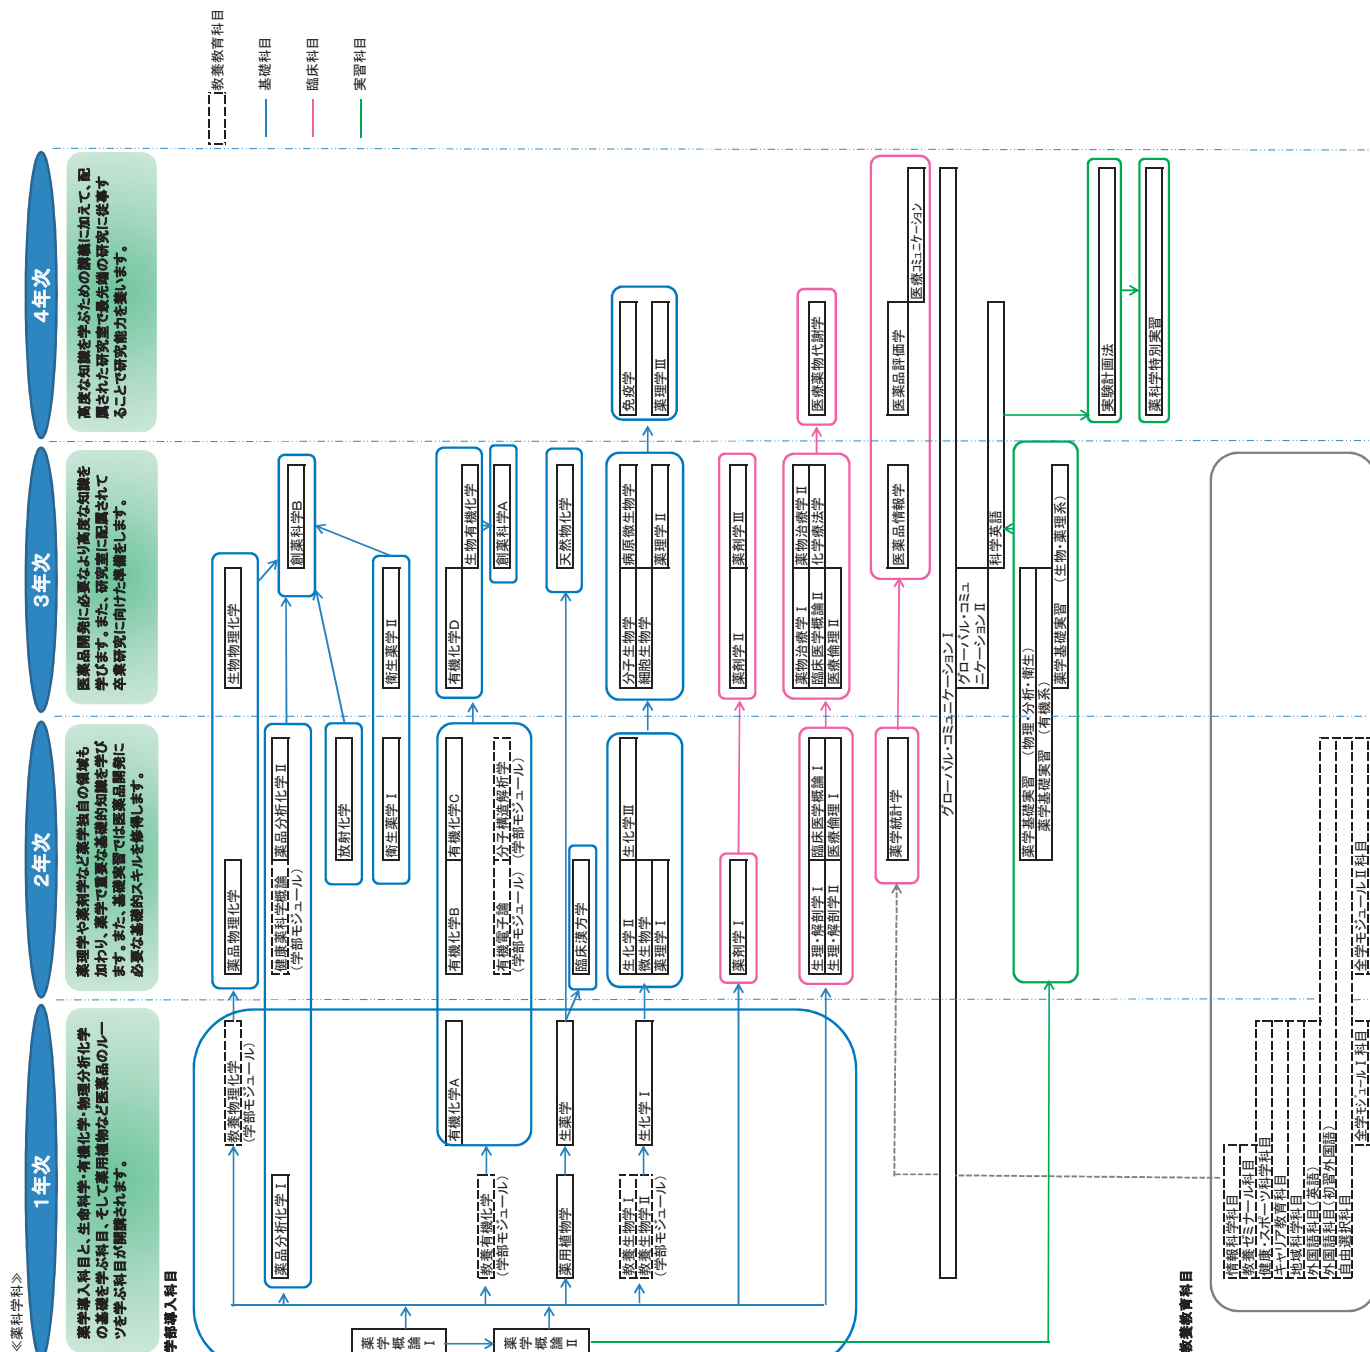 ≪薬科学科≫
1年次
2年次
3年次
4年次
薬学導入科目と、生命科学・有機化学・物理分析化学
の基礎を学ぶ科目、そして薬用植物など医薬品のルー
ツを学ぶ科目が開講されます。
薬理学や薬剤学など薬学独自の領域も
加わり、薬学で重要な基礎的知識を学び
ます。また、基礎実習では医薬品開発に
必要な基礎的スキルを修得します。
医薬品開発に必要なより高度な知識を
学びます。また、研究室に配属されて
卒業研究に向けた準備をします。
高度な知識を学ぶための講義に加えて、配
属された研究室で最先端の研究に従事す
ることで研究能力を養います。
教養教育科目
基礎科目
臨床科目
実習科目
学部導入科目
薬学概論Ⅰ
薬学概論Ⅱ
教養物理化学
(学部モジュール)
薬品物理化学
生物物理化学
薬品分析化学Ⅰ
健康薬科学概論
(学部モジュール)
薬品分析化学Ⅱ
創薬科学B
放射化学
衛生薬学Ⅰ
衛生薬学Ⅱ
有機化学A
有機化学B
有機化学C
有機化学D
生物有機化学
教養有機化学
(学部モジュール)
有機電子論
(学部モジュール)
分子構造解析学
(学部モジュール)
創薬科学A
薬用植物学
生薬学
臨床漢方学
天然物化学
教養生物学Ⅰ
教養生物学Ⅱ
(学部モジュール)
生化学Ⅰ
生化学Ⅱ
微生物学
薬理学Ⅰ
生化学Ⅲ
分子生物学
細胞生物学
病原微生物学
薬理学Ⅱ
免疫学
薬理学Ⅲ
薬剤学Ⅰ
薬剤学Ⅱ
薬剤学Ⅲ
生理・解剖学Ⅰ
生理・解剖学Ⅱ
臨床医学概論Ⅰ
医療倫理Ⅰ
薬物治療学Ⅰ
臨床医学概論Ⅱ
医療倫理Ⅱ
薬物治療学Ⅱ
化学療法学
医療薬物代謝学
薬学統計学
医薬品情報学
医薬品評価学
医療コミュニケーション
グローバル・コミュニケーションⅠ
グローバル・コミュ
ニケーションⅡ
科学英語
薬学基礎実習 (物理・分析・衛生)
薬学基礎実習 (有機系)
薬学基礎実習 (生物・薬理系)
実験計画法
薬科学特別実習
教養教育科目
情報科学科目
教養ゼミナール科目
健康・スポーツ科学科目
キャリア教育科目
地域科学科目
外国語科目(英語)
外国語科目(初習外国語)
自由選択科目
全学モジュールⅠ科目
全学モジュールⅡ科目